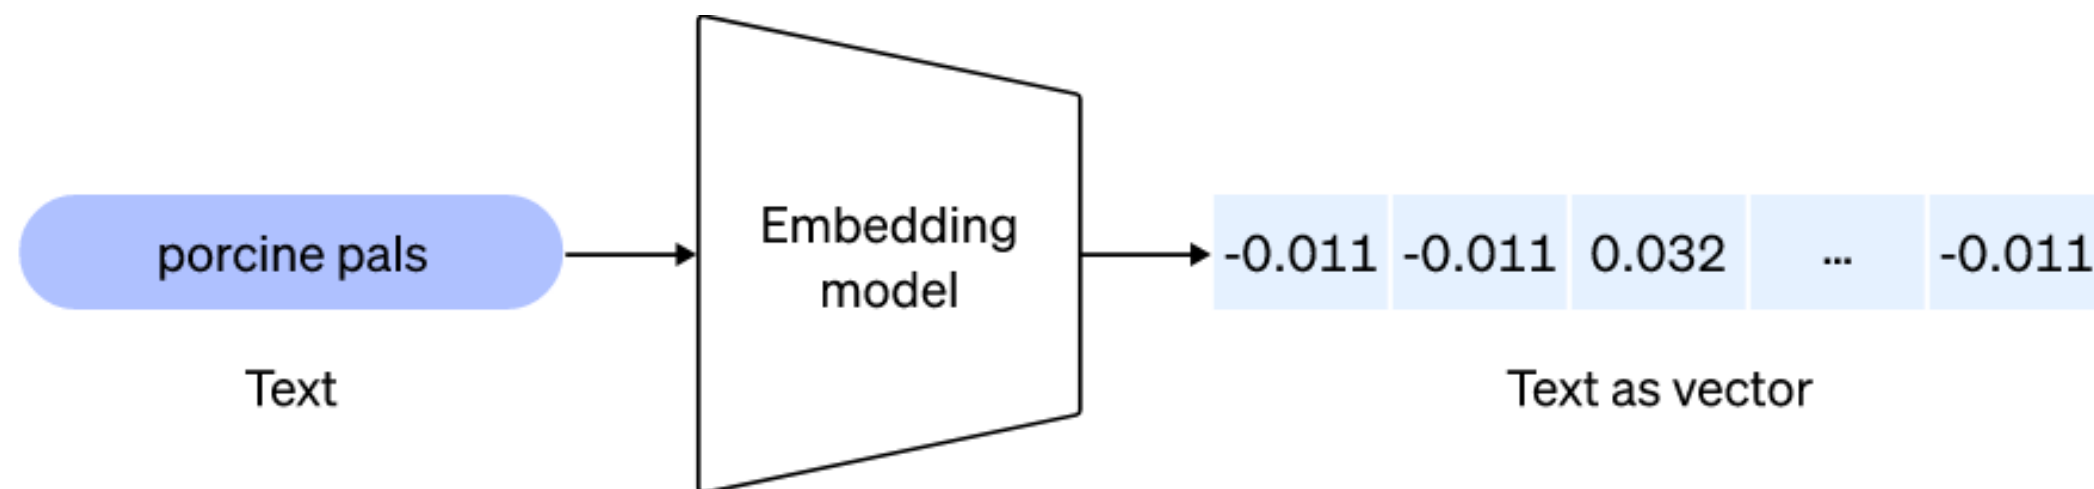 porcine pals
Embedding
model
-0.011 -0.011 0.032 ... -0.011
Text
Text as vector